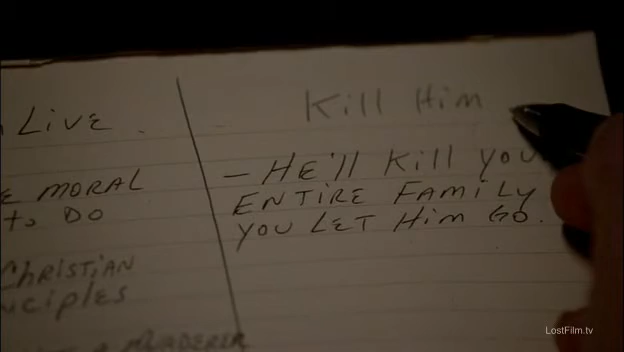 LIVE
E MORAL
to DO
ChRiSTiAN
nciples
A MURDERER
Kill Him
– HE'll Kill YOU
ENTIRE FAMiLY
YOU LET Him GO.
LostFilm.tv